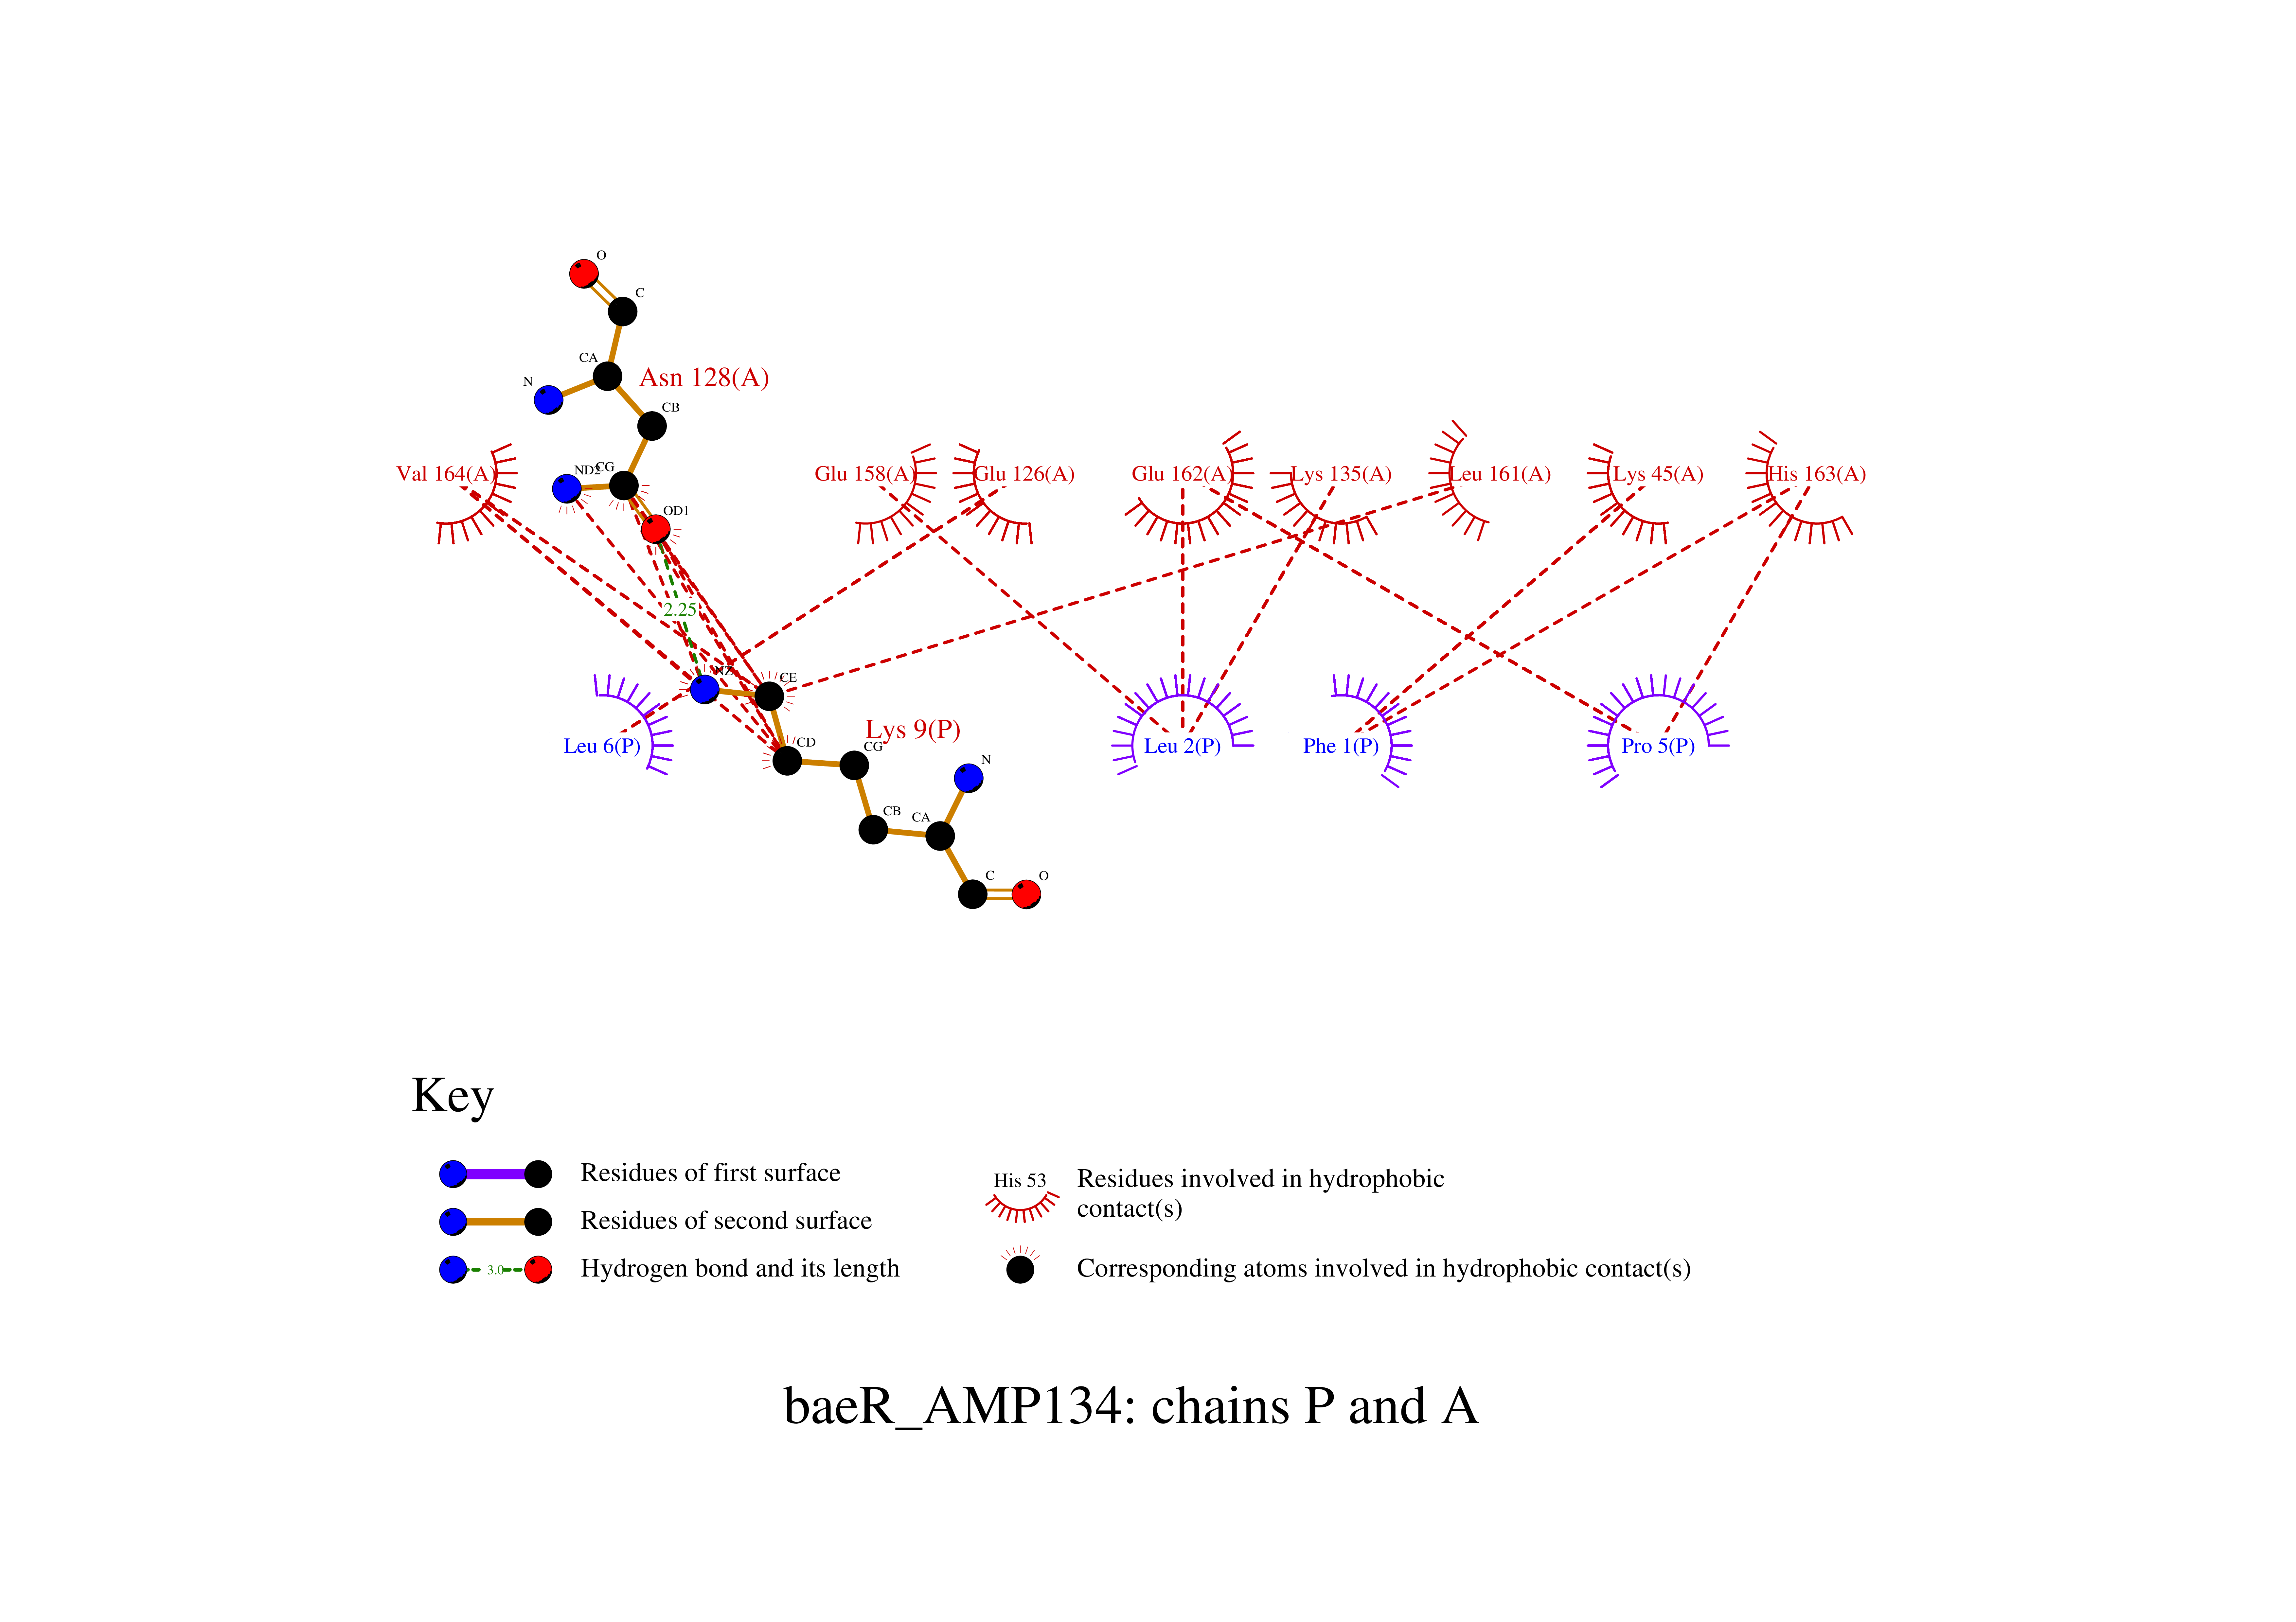 O
C
CA
Asn 128(A)
N
CB
Val 164(A)
ND2
CG
Glu 158(A)
Glu 126(A)
Glu 162(A)
Lys 135(A)
Leu 161(A)
Lys 45(A)
His 163(A)
OD1
2.25
NZ
CE
Lys 9(P)
Leu 6(P)
CD
CG
Leu 2(P)
Phe 1(P)
Pro 5(P)
N
CB
CA
C
O
Key
Residues of first surface
Residues of second surface
3.0
Hydrogen bond and its length
His 53
Residues involved in hydrophobic
contact(s)
Corresponding atoms involved in hydrophobic contact(s)
baeR_AMP134: chains P and A